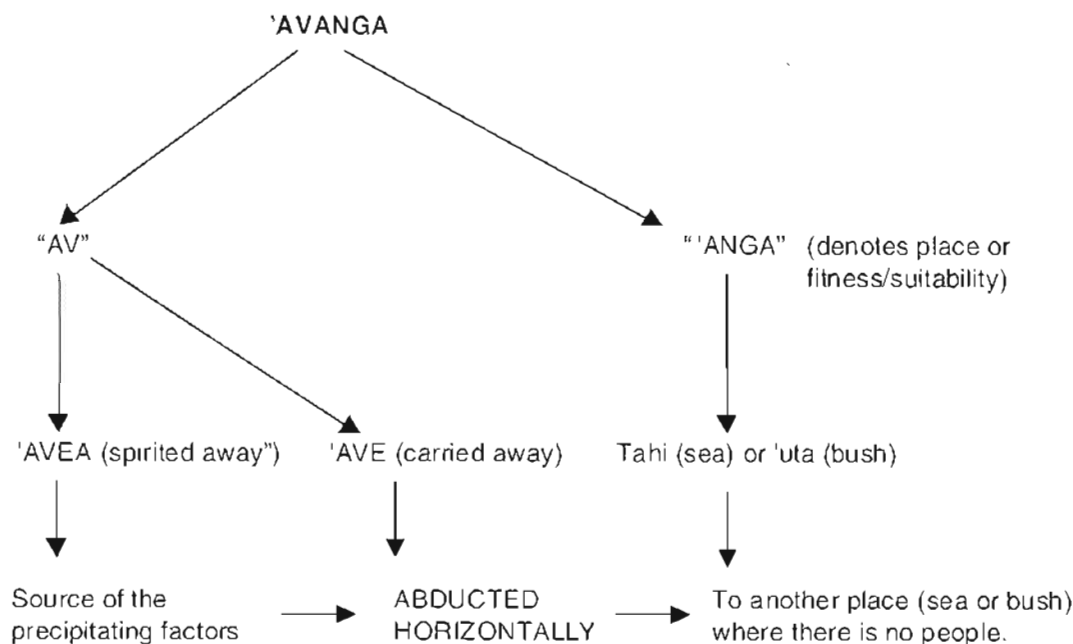 'AVANGA
“AV”
“'ANGA” (denotes place or
fitness/suitability)
'AVEA (spirited away”)
'AVE (carried away)
Tahi (sea) or 'uta (bush)
Source of the
precipitating factors
ABDUCTED
HORIZONTALLY
To another place (sea or bush)
where there is no people.